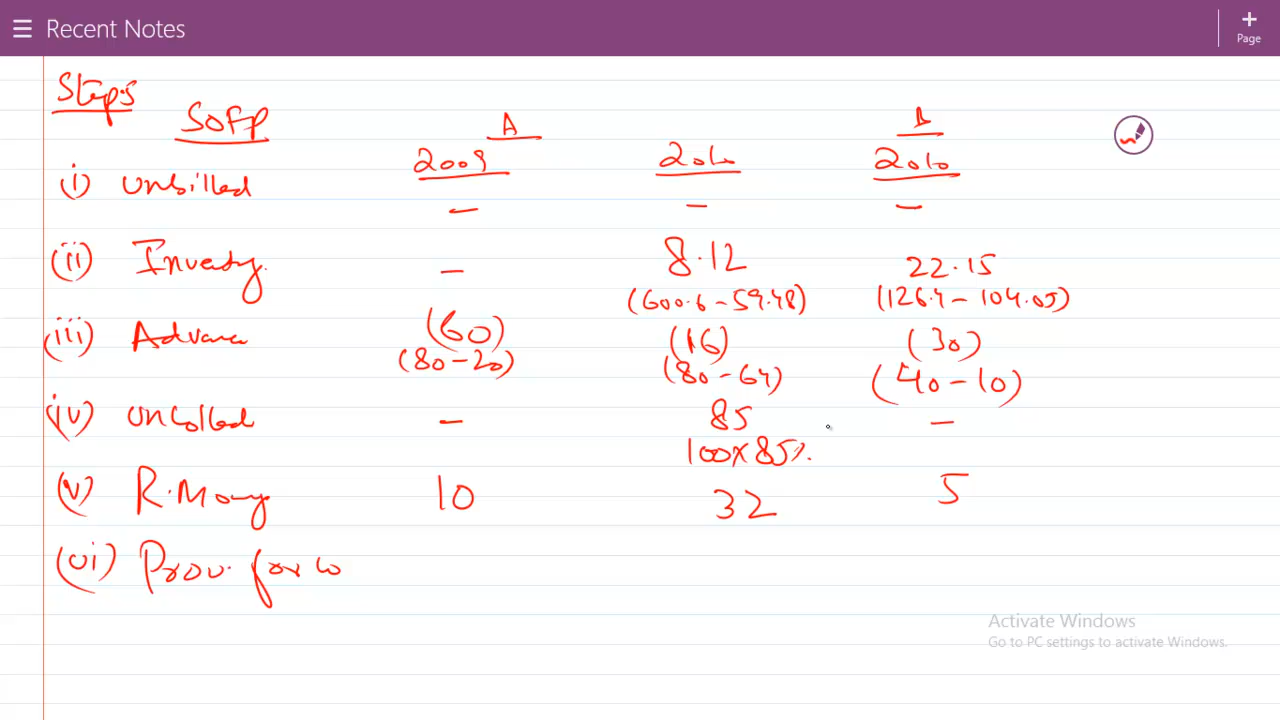 Recent Notes
Page
Steps
SOFP
A
B
2009 2010 2010
(i) Unbilled — — —
(ii) Inventory. — 8.12 22.15
(600.6 - 59.48) (126.4 - 104.05)
(iii) Advance (60) (16) (30)
(80 - 20) (80 - 64) (40 - 10)
(iv) Uncolled — 85 —
100 x 85%.
(v) R.Money 10 32 5
(vi) Prov. for w
Activate Windows
Go to PC settings to activate Windows.